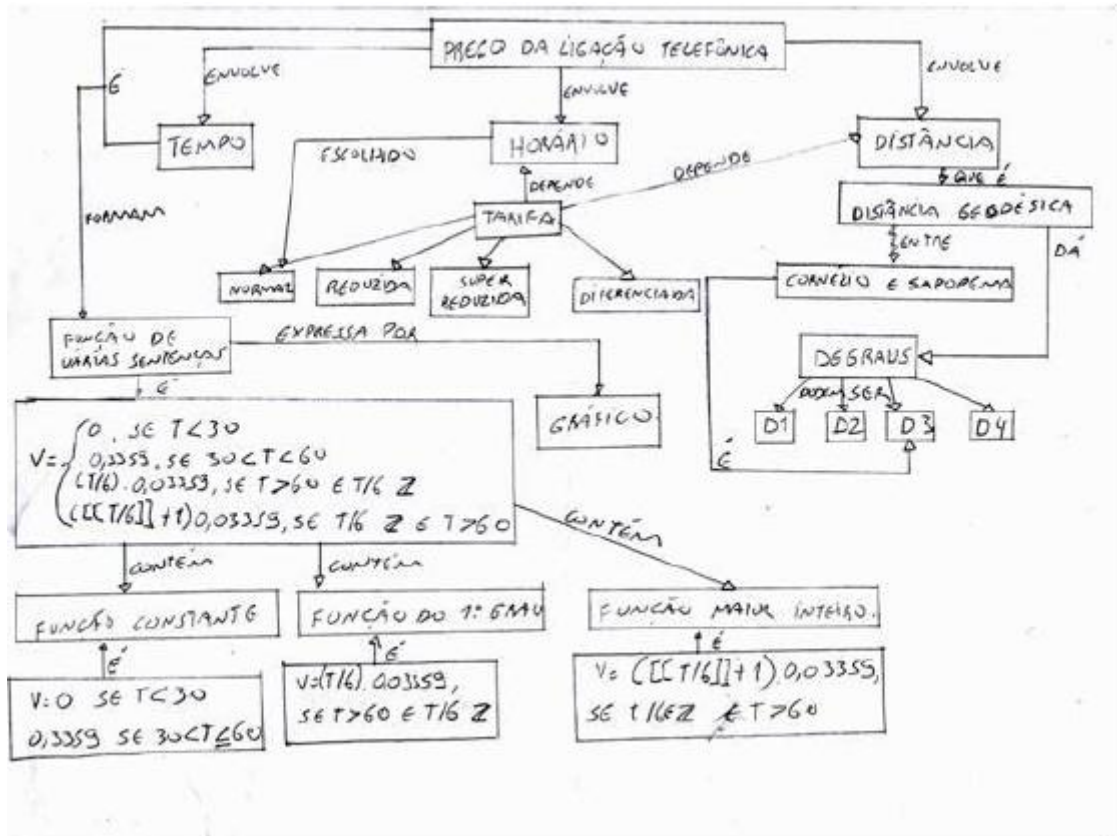 PREÇO DA LIGAÇÃO TELEFÔNICA
É
ENVOLVE
ENVOLVE
ENVOLVE
TEMPO
ESCOLHIDO
HORÁRIO
DEPENDE
DEPENDE
DISTÂNCIA
QUE É
FORMAM
TARIFA
DISTÂNCIA GEODÉSICA
ENTRE
DÁ
NORMAL
REDUZIDA
SUPER
REDUZIDA
DIFERENCIADA
CORNÉLIO E SAPOPEMA
FUNÇÃO DE
VÁRIAS SENTENÇAS
EXPRESSA POR
É
DEGRAUS
PODEM SER
GRÁFICO
D1
D2
D3
D4
É
V= 0, SE T<30
0,3359, SE 30<T<60
(T/6).0,03359, SE T>60 E T/6 ℤ
([[T/6]]+1)0,03359, SE T/6 ℤ E T>60
CONTÉM
CONTÉM
CONTÉM
FUNÇÃO CONSTANTE
FUNÇÃO DO 1º GRAU
FUNÇÃO MAIOR INTEIRO.
É
É
É
V=0 SE T<30
0,3359 SE 30<T≤60
V=(T/6).0,03359,
SE T>60 E T/6 ℤ
V= ([[T/6]]+1).0,03359,
SE T/6∈ℤ E T>60